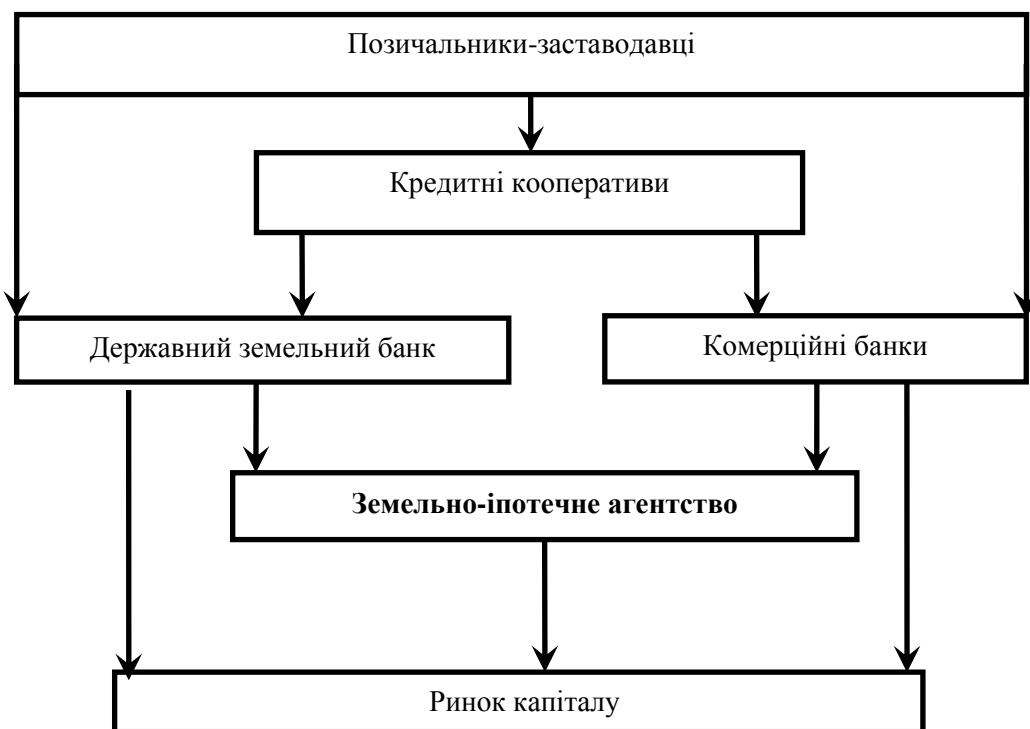 Позичальники-заставодавці
Кредитні кооперативи
Державний земельний банк
Комерційні банки
Земельно-іпотечне агентство
Ринок капіталу